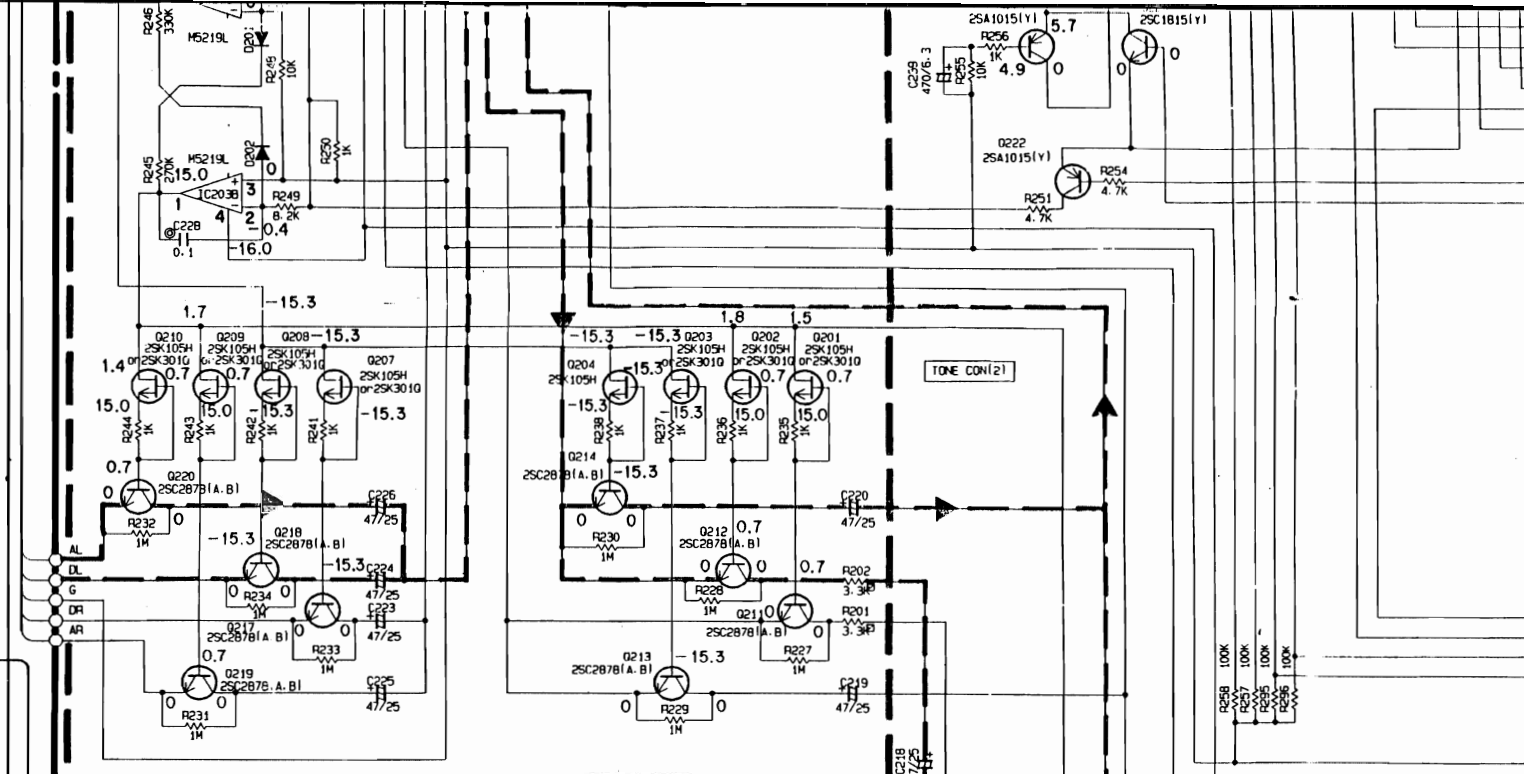 R246
330K
M5219L
D201
R248
10K
R250
1K
R245
270K
M5219L
D202
15.0
0
3
IC203B
1
4
2
R249
8.2K
-0.4
C228
0.1
-16.0
2SA1015(Y)
5.7
2SC1815(Y)
R256
1K
4.9
0
0
C239
470/6.3
R255
10K
Q222
2SA1015(Y)
R254
4.7K
R251
4.7K
-15.3
1.7
Q210
2SK105H
or2SK301Q
Q209
2SK105H
2SK301Q
Q208
-15.3
2SK105H
or2SK301Q
Q207
2SK105H
or2SK301Q
1.4
0.7
0.7
15.0
15.0
-15.3
-15.3
R244
1K
R243
1K
R242
1K
R241
1K
-15.3
-15.3
1.8
1.5
Q204
2SK105H
Q203
2SK105H
or2SK301Q
Q202
2SK105H
or2SK301Q
Q201
2SK105H
or2SK301Q
-15.3
0.7
0.7
-15.3
-15.3
15.0
15.0
R238
1K
R237
1K
R236
1K
R235
1K
TONE CON(2)
0.7
Q220
2SC2878(A.B)
0
0
R232
1M
C226
47/25
Q214
2SC2878(A.B)
-15.3
0
0
R230
1M
C220
47/25
-15.3
Q218
2SC2878(A.B)
0
0
R234
1M
-15.3
C224
47/25
Q212
2SC2878(A.B)
0.7
0
0
R228
1M
0.7
R202
3.3K
AL
DL
G
DR
AR
Q217
2SC2878(A.B)
0
0
R233
1M
C223
47/25
Q211
2SC2878(A.B)
0
0
R227
1M
R201
3.3K
0.7
Q219
2SC2878.A.B)
0
0
R231
1M
C225
47/25
Q213
2SC2878(A.B)
-15.3
0
0
R229
1M
C219
47/25
C218
7/25
R258
100K
R257
100K
R295
100K
R296
100K